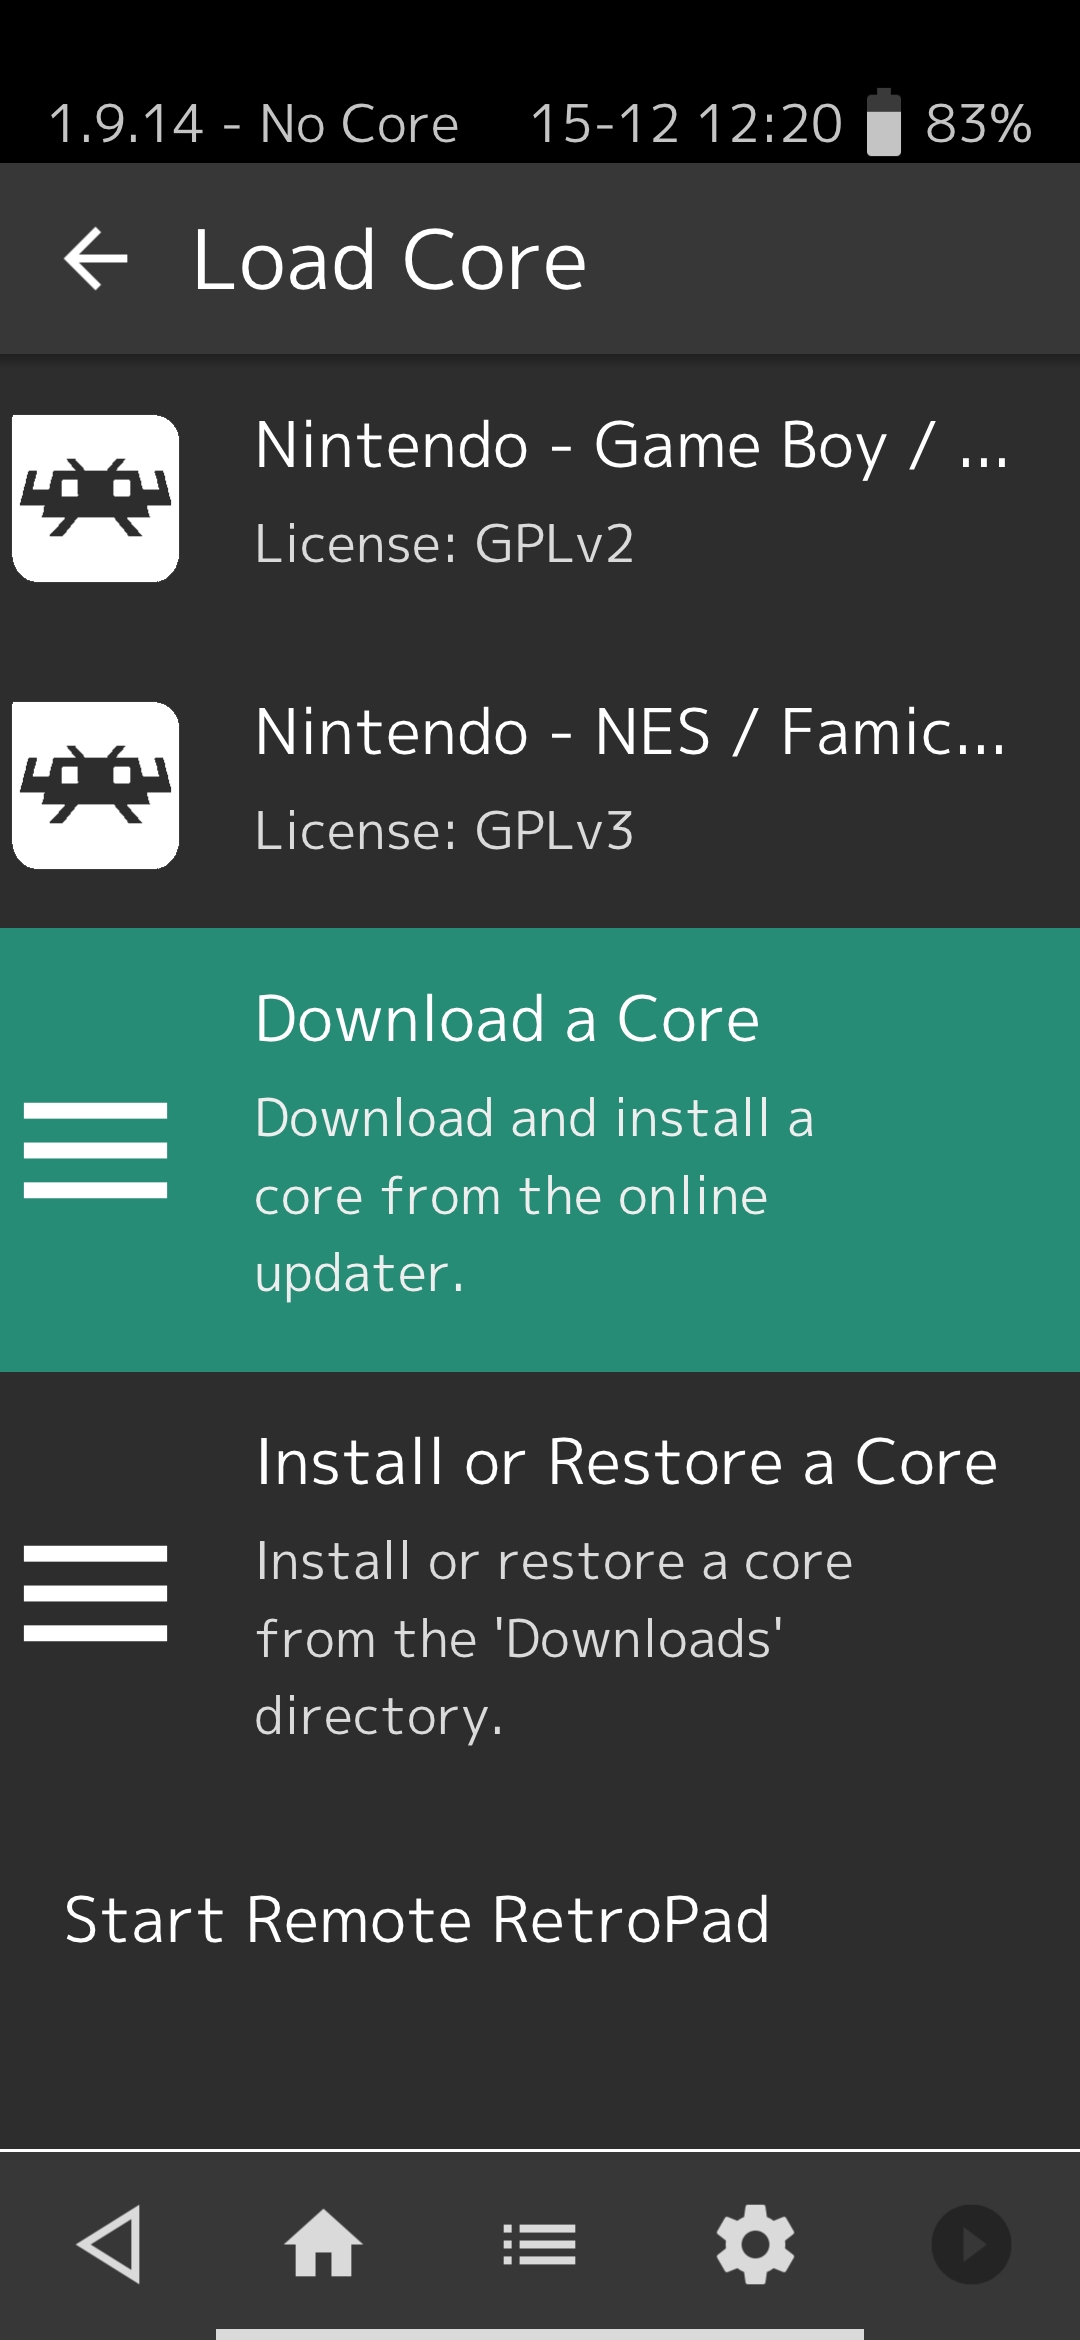 1.9.14 - No Core 15-12 12:20 83%
Load Core
Nintendo - Game Boy / ...
License: GPLv2
Nintendo - NES / Famic...
License: GPLv3
Download a Core
Download and install a
core from the online
updater.
Install or Restore a Core
Install or restore a core
from the 'Downloads'
directory.
Start Remote RetroPad